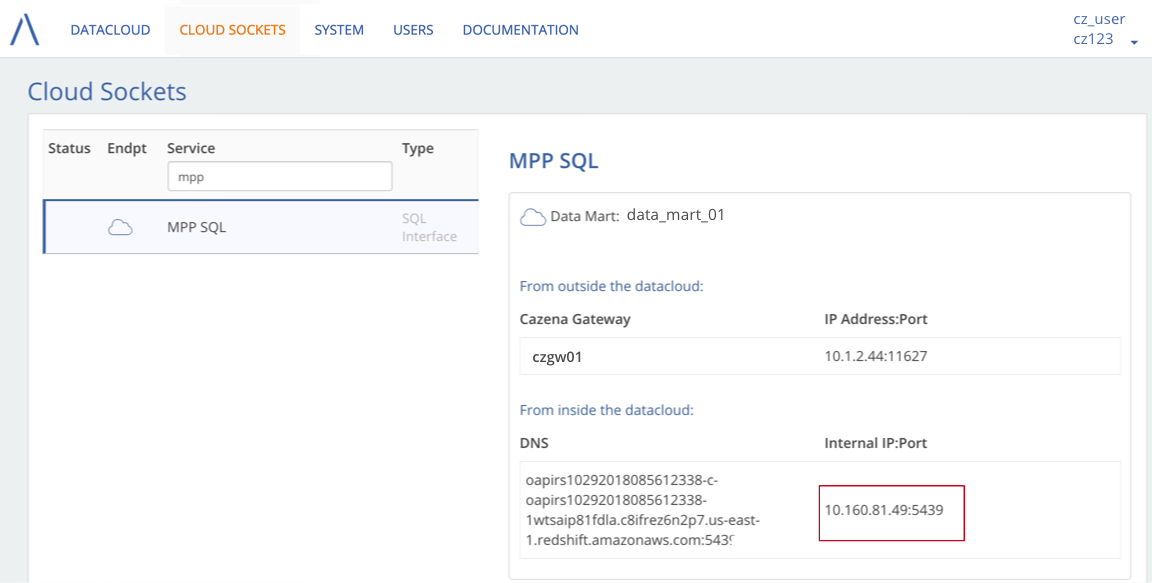 DATACLOUD CLOUD SOCKETS SYSTEM USERS DOCUMENTATION
cz_user
cz123
Cloud Sockets
Status Endpt Service Type
mpp
MPP SQL
SQL
Interface
MPP SQL
Data Mart: data_mart_01
From outside the datacloud:
Cazena Gateway IP Address:Port
czgw01 10.1.2.44:11627
From inside the datacloud:
DNS Internal IP:Port
oapirs10292018085612338-c-
oapirs10292018085612338-
1wtsaip81fdla.c8ifrez6n2p7.us-east-
1.redshift.amazonaws.com:5439
10.160.81.49:5439